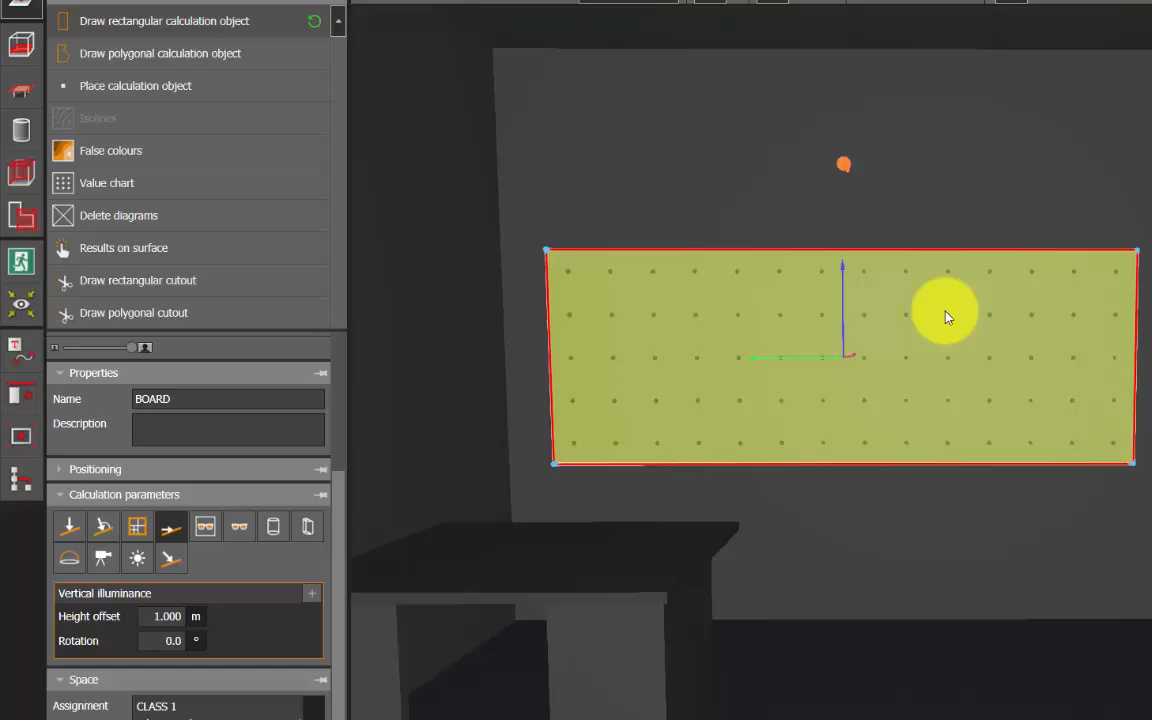 Draw rectangular calculation object
Draw polygonal calculation object
Place calculation object
Isolines
False colours
Value chart
Delete diagrams
Results on surface
Draw rectangular cutout
Draw polygonal cutout
Properties
Name BOARD
Description
Positioning
Calculation parameters
Vertical illuminance
Height offset 1.000 m
Rotation 0.0 °
Space
Assignment CLASS 1